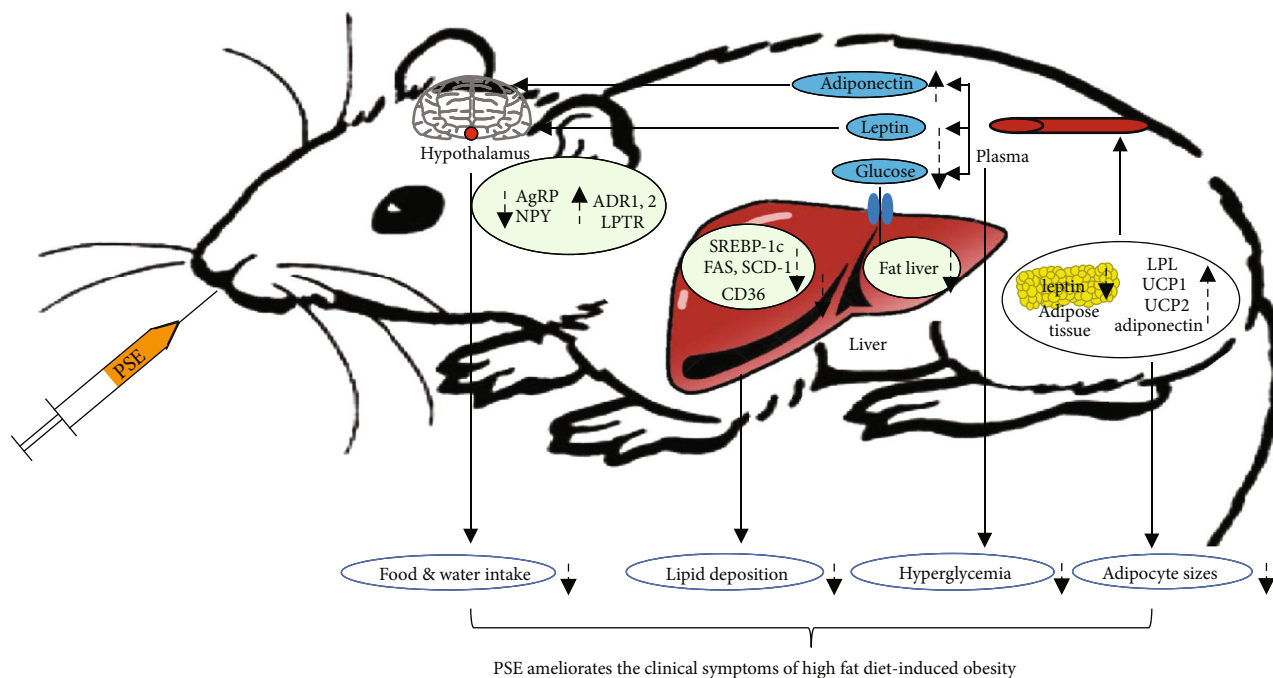 Adiponectin
Leptin
Glucose
Plasma
Hypothalamus
AgRP
NPY
ADR1, 2
LPTR
SREBP-1c
FAS, SCD-1
CD36
Fat liver
Liver
leptin
Adipose
tissue
LPL
UCP1
UCP2
adiponectin
PSE
Food & water intake
Lipid deposition
Hyperglycemia
Adipocyte sizes
PSE ameliorates the clinical symptoms of high fat diet-induced obesity